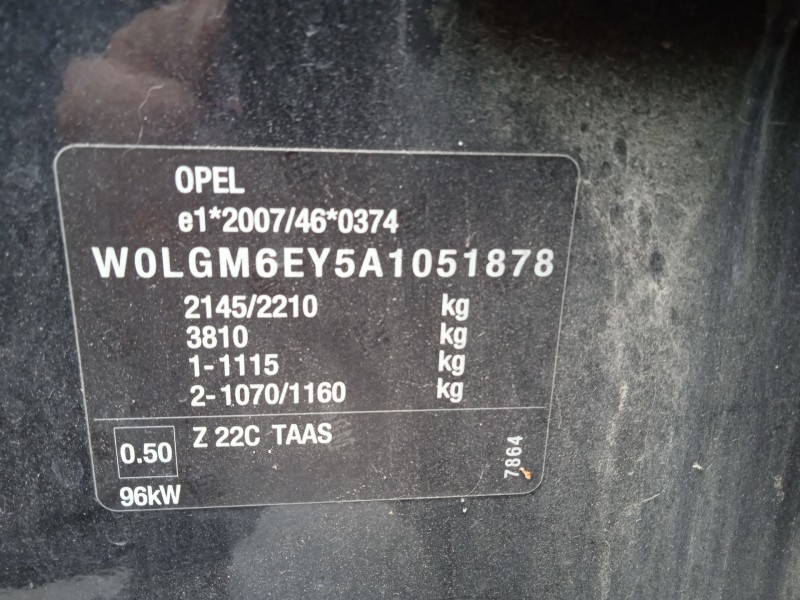 OPEL
e1*2007/46*0374
W0LGM6EY5A1051878
2145/2210 kg
3810 kg
1-1115 kg
2-1070/1160 kg
0.50 Z 22C TAAS
96kW
7864